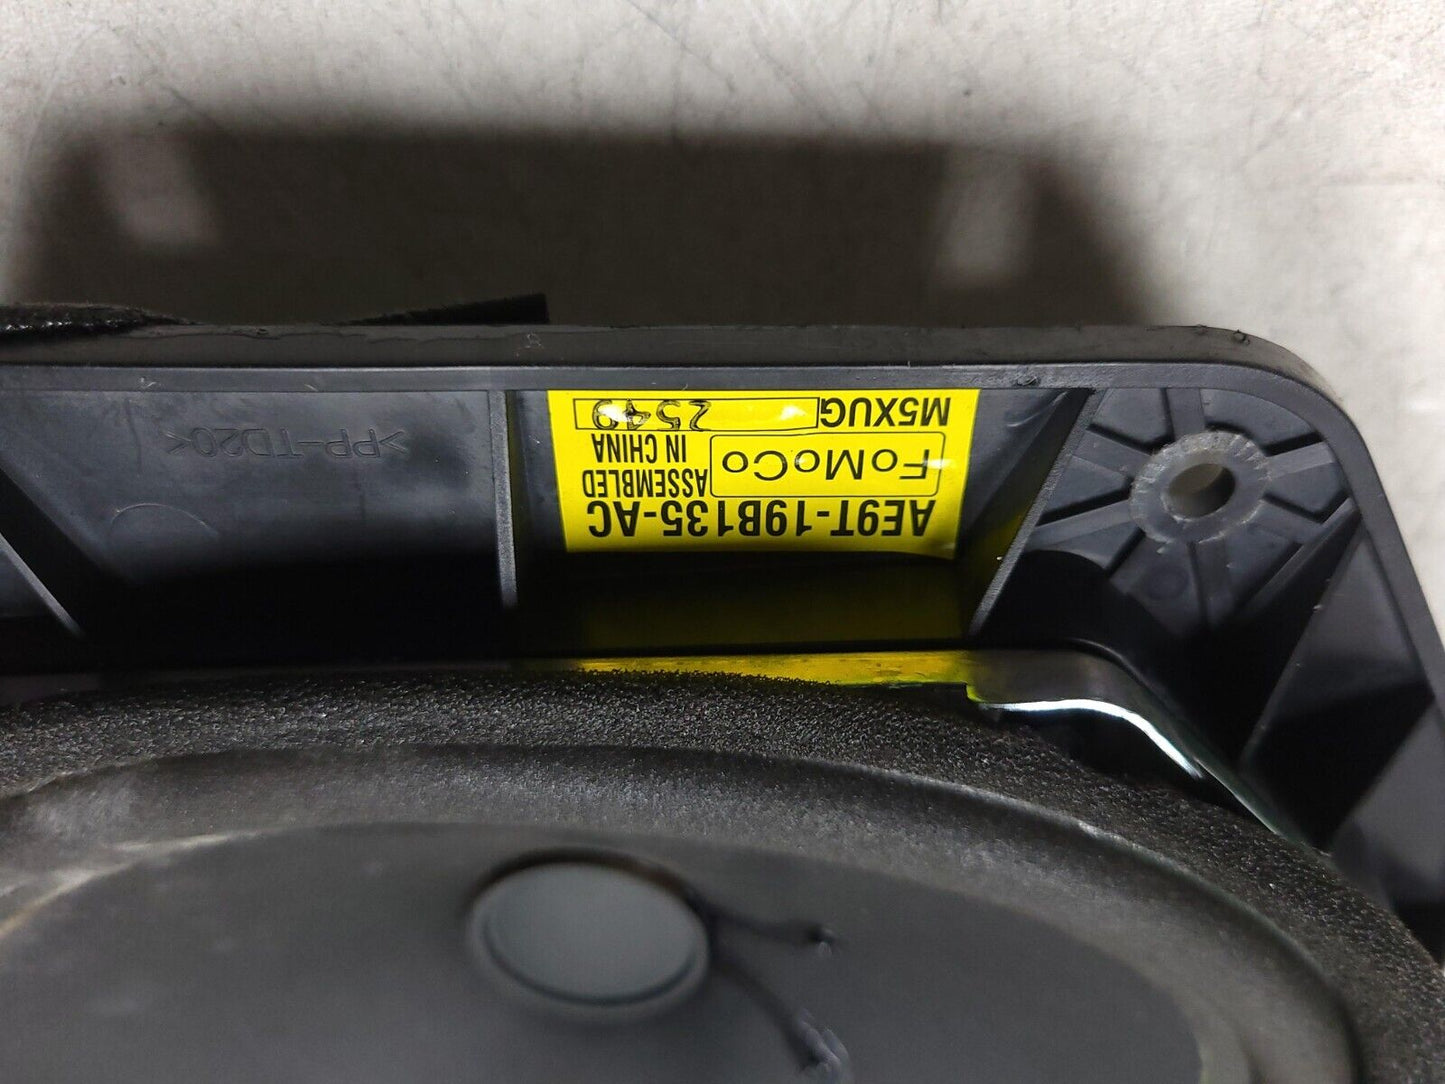 AE9T-19B135-AC
FoMoCo ASSEMBLED
IN CHINA
M5XUG 2549
>PP-TD20<